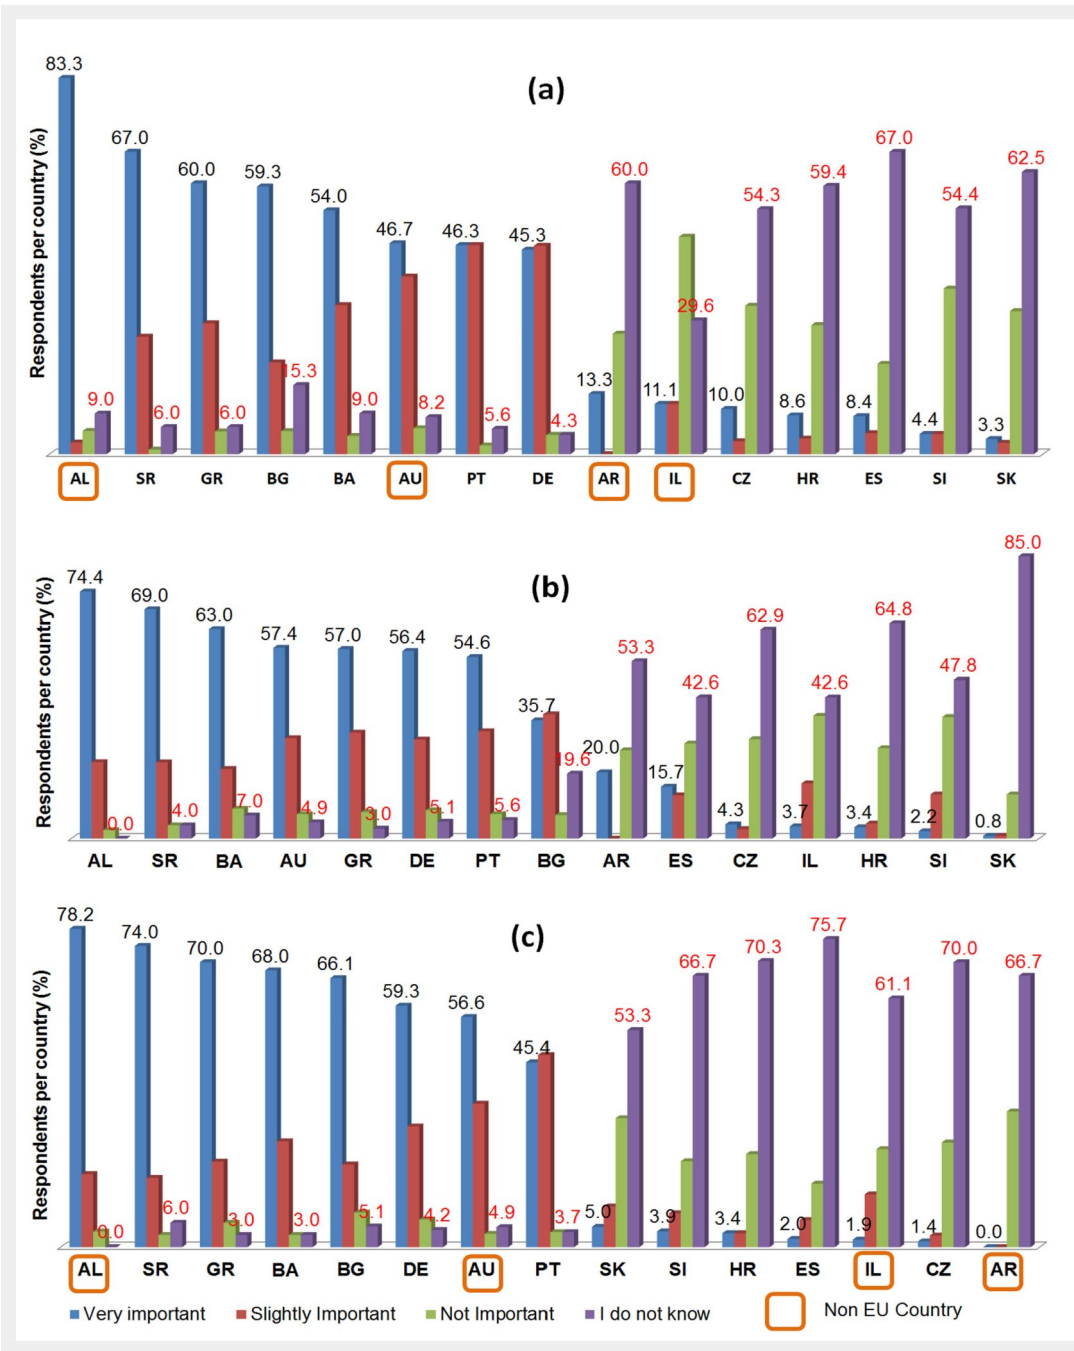 (a)
Respondents per country (%)
83.3 67.0 60.0 59.3 54.0 46.7 46.3 45.3 13.3 11.1 10.0 8.6 8.4 4.4 3.3
9.0 6.0 6.0 15.3 9.0 8.2 5.6 4.3 60.0 29.6 54.3 59.4 67.0 54.4 62.5
AL SR GR BG BA AU PT DE AR IL CZ HR ES SI SK
(b)
Respondents per country (%)
74.4 69.0 63.0 57.4 57.0 56.4 54.6 35.7 20.0 15.7 4.3 3.7 3.4 2.2 0.8
0.0 4.0 7.0 4.9 3.0 5.1 5.6 19.6 53.3 42.6 62.9 42.6 64.8 47.8 85.0
AL SR BA AU GR DE PT BG AR ES CZ IL HR SI SK
(c)
Respondents per country (%)
78.2 74.0 70.0 68.0 66.1 59.3 56.6 45.4 5.0 3.9 3.4 2.0 1.9 1.4 0.0
0.0 6.0 3.0 3.0 5.1 4.2 4.9 3.7 53.3 66.7 70.3 75.7 61.1 70.0 66.7
AL SR GR BA BG DE AU PT SK SI HR ES IL CZ AR
Very important Slightly Important Not Important I do not know Non EU Country